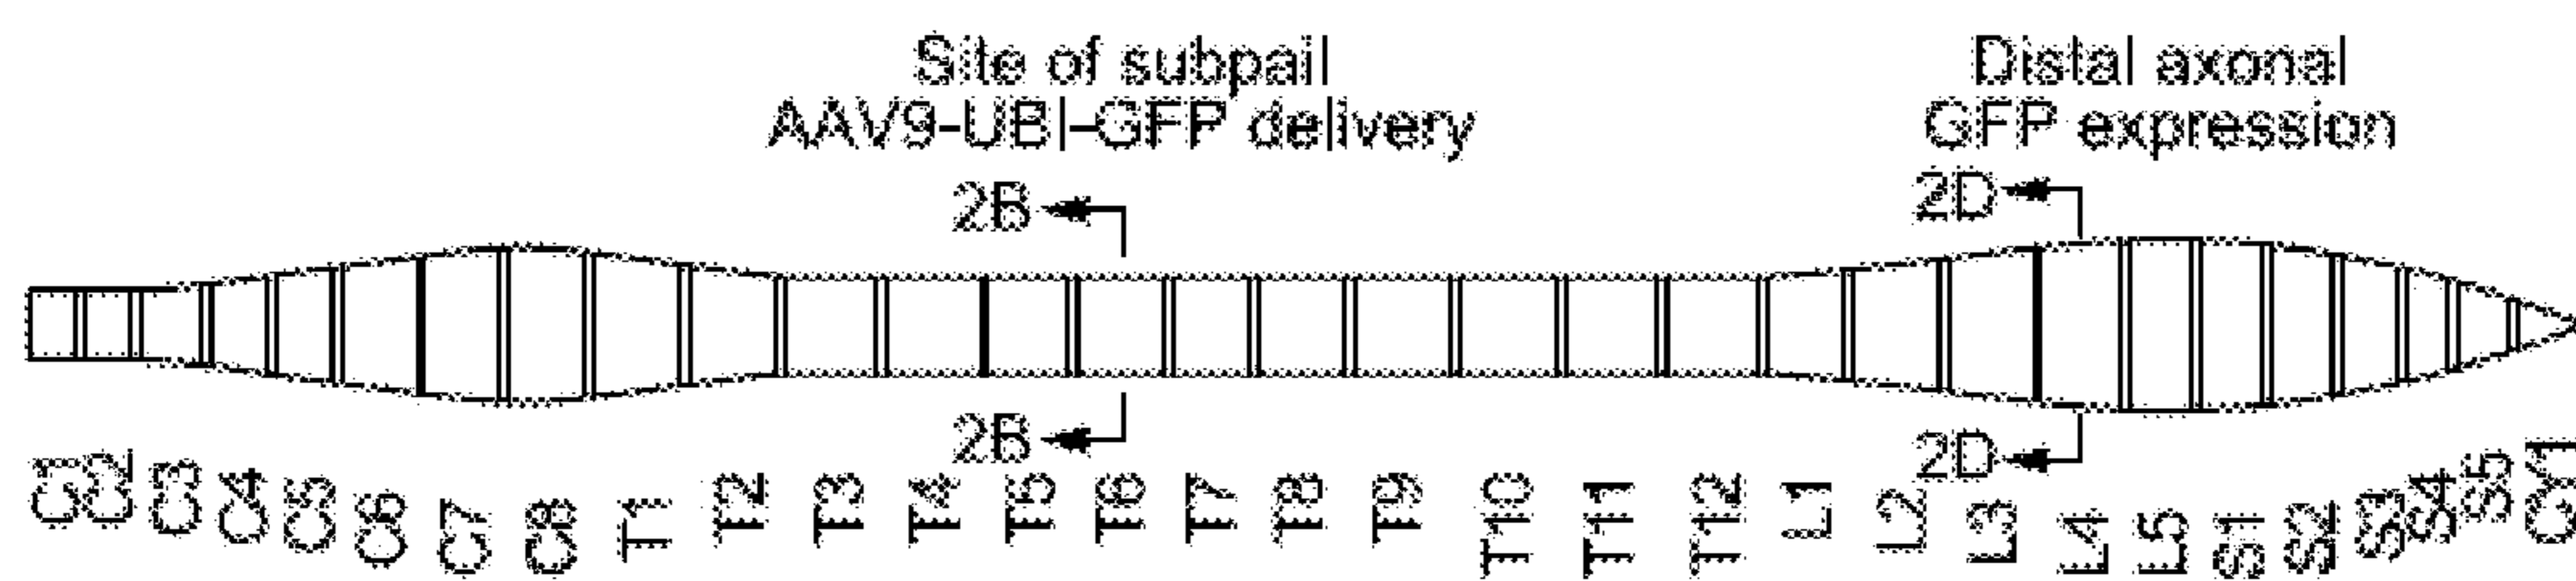 Site of subpail
AAV9-UBI-GFP delivery
Distal axonal
GFP expression
2B
2D
2B
2D
C1 C2 C3 C4 C5 C6 C7 C8 T1 T2 T3 T4 T5 T6 T7 T8 T9 T10 T11 T12 L1 L2 L3 L4 L5 S1 S2 S3 S4 S5 CY1